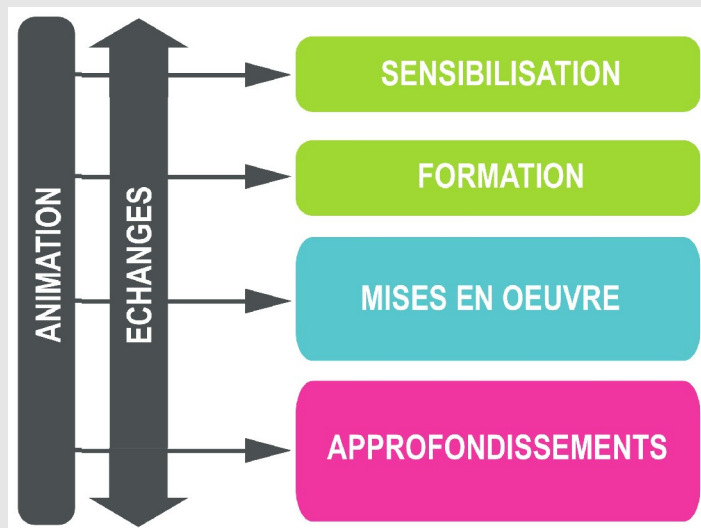 ANIMATION
ECHANGES
SENSIBILISATION
FORMATION
MISES EN OEUVRE
APPROFONDISSEMENTS